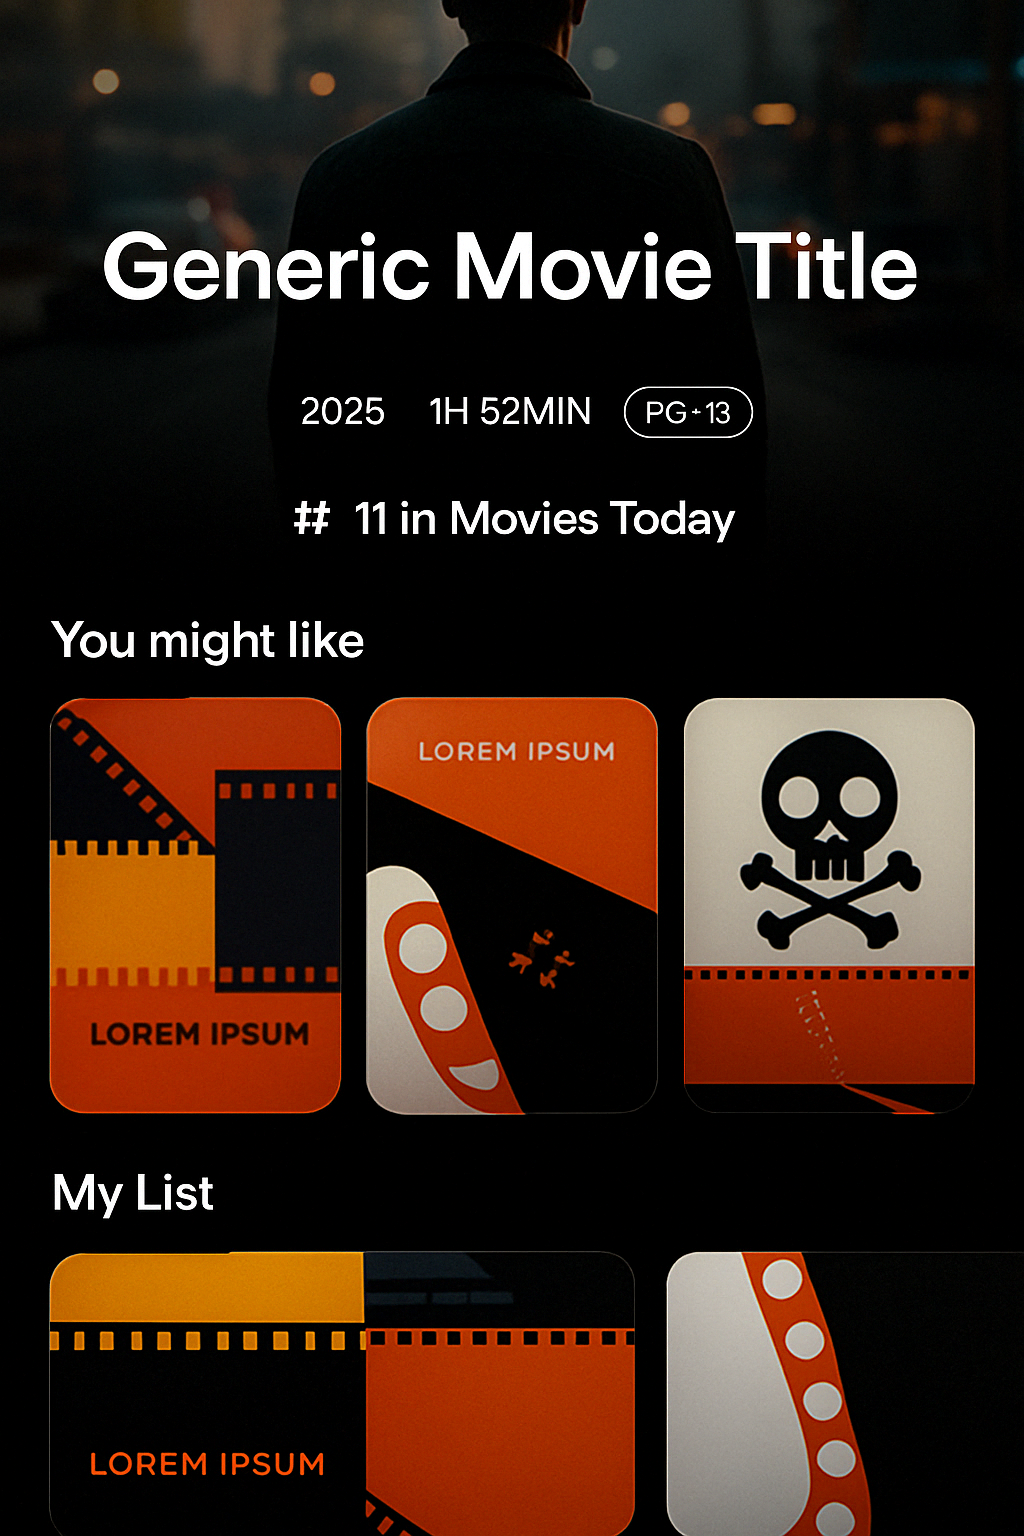 Generic Movie Title
2025 1H 52MIN PG-13
# 11 in Movies Today
You might like
LOREM IPSUM
LOREM IPSUM
My List
LOREM IPSUM